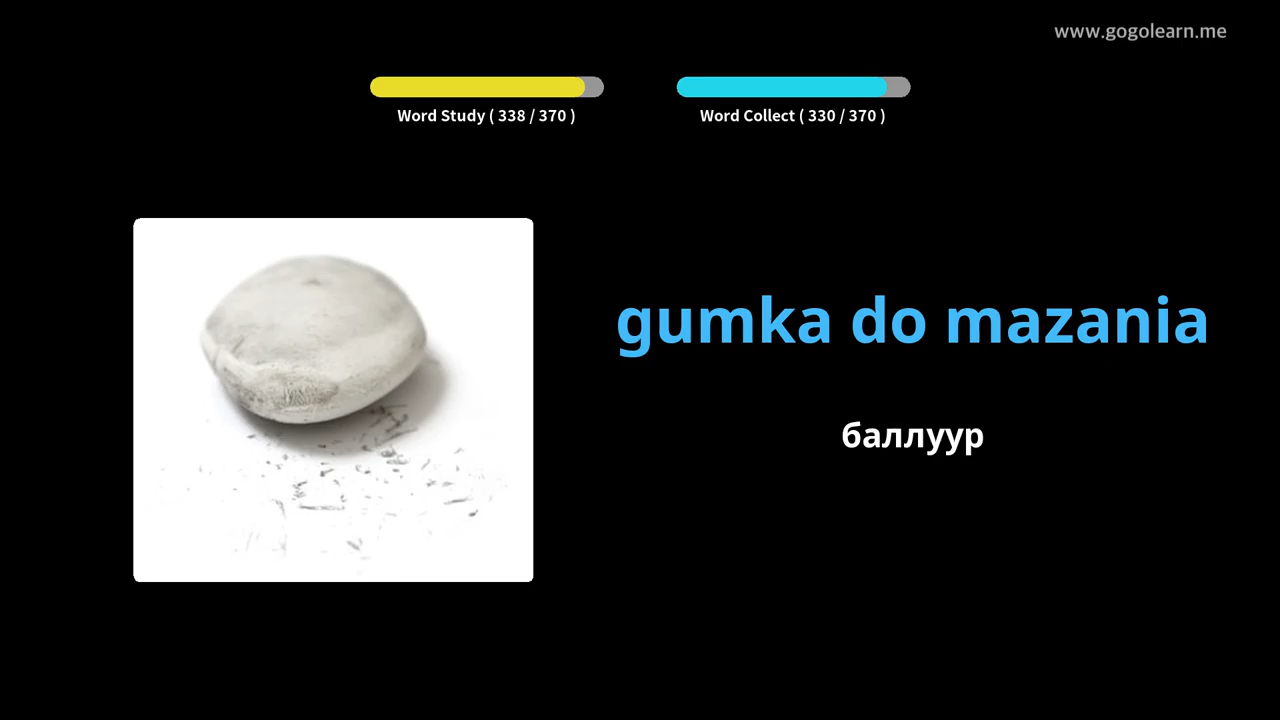 www.gogolearn.me
Word Study ( 338 / 370 )
Word Collect ( 330 / 370 )
gumka do mazania
баллуур